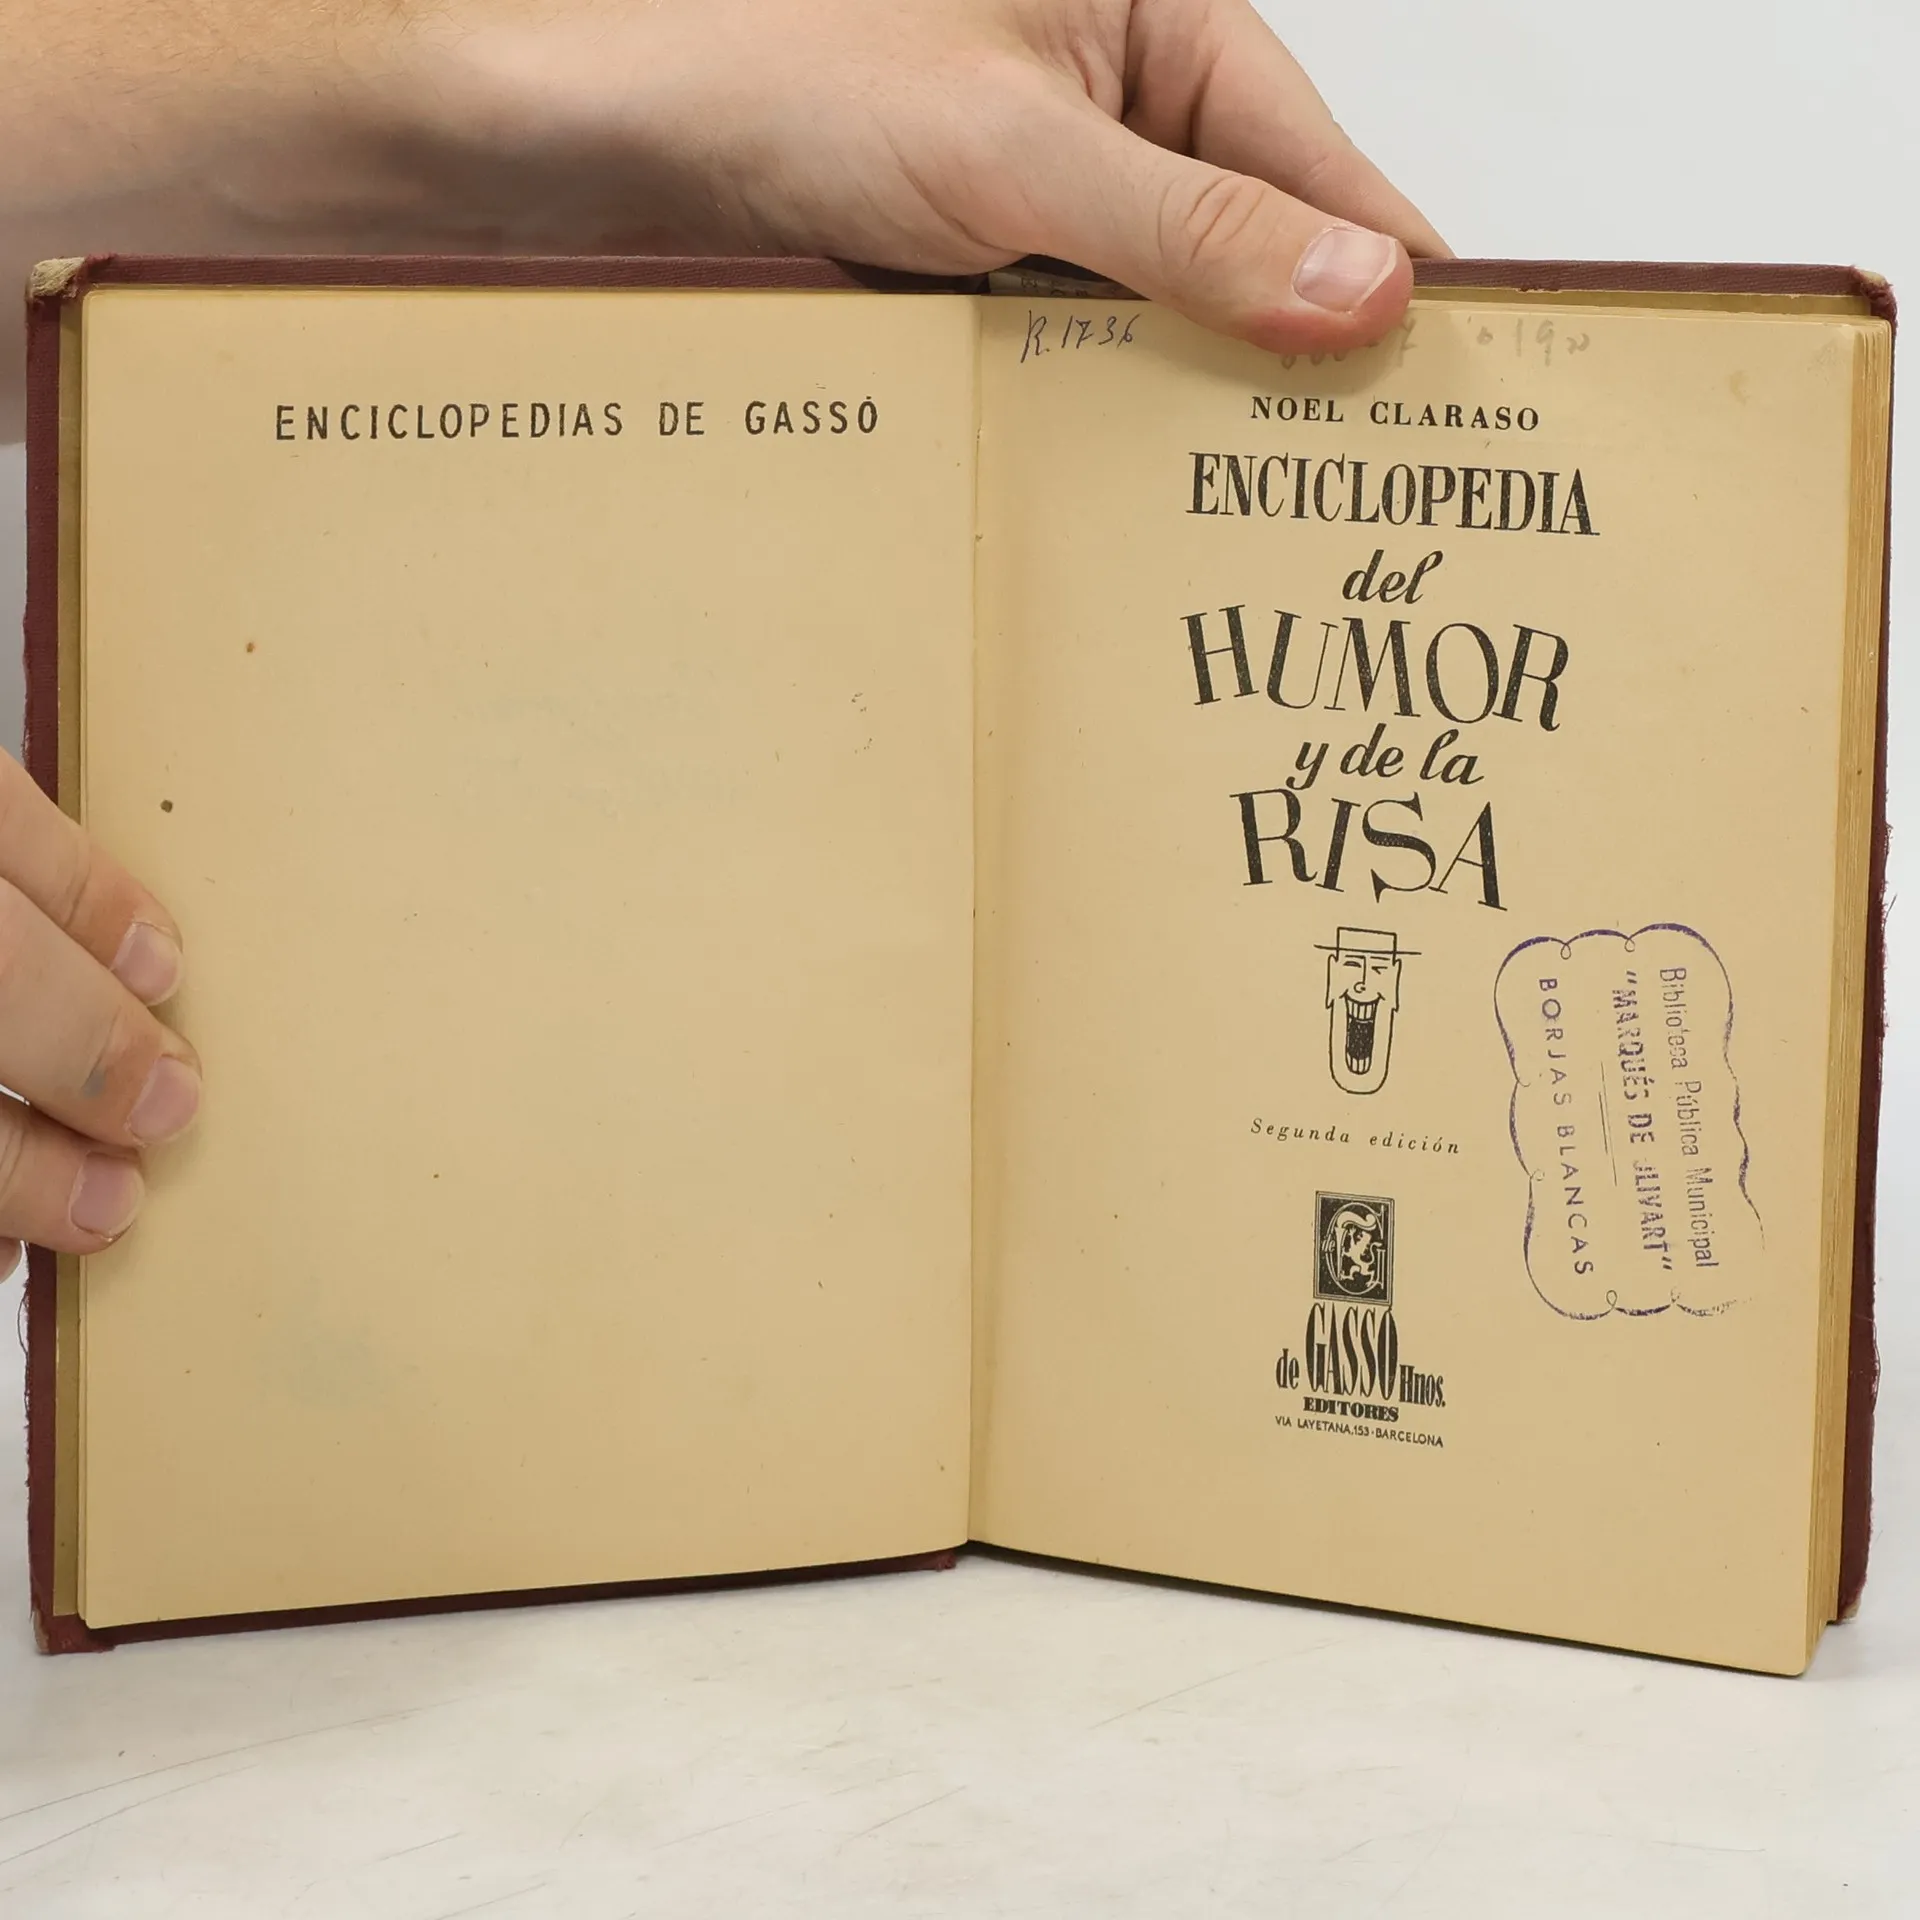 ENCICLOPEDIAS DE GASSÓ
R. 1736
NOEL CLARASO
ENCICLOPEDIA
del
HUMOR
y de la
RISA
Segunda edición
de GASSO Hnos.
EDITORES
VIA LAYETANA, 153 · BARCELONA
Biblioteca Pública Municipal
"MARQUÉS DE OLIVART"
BORJAS BLANCAS